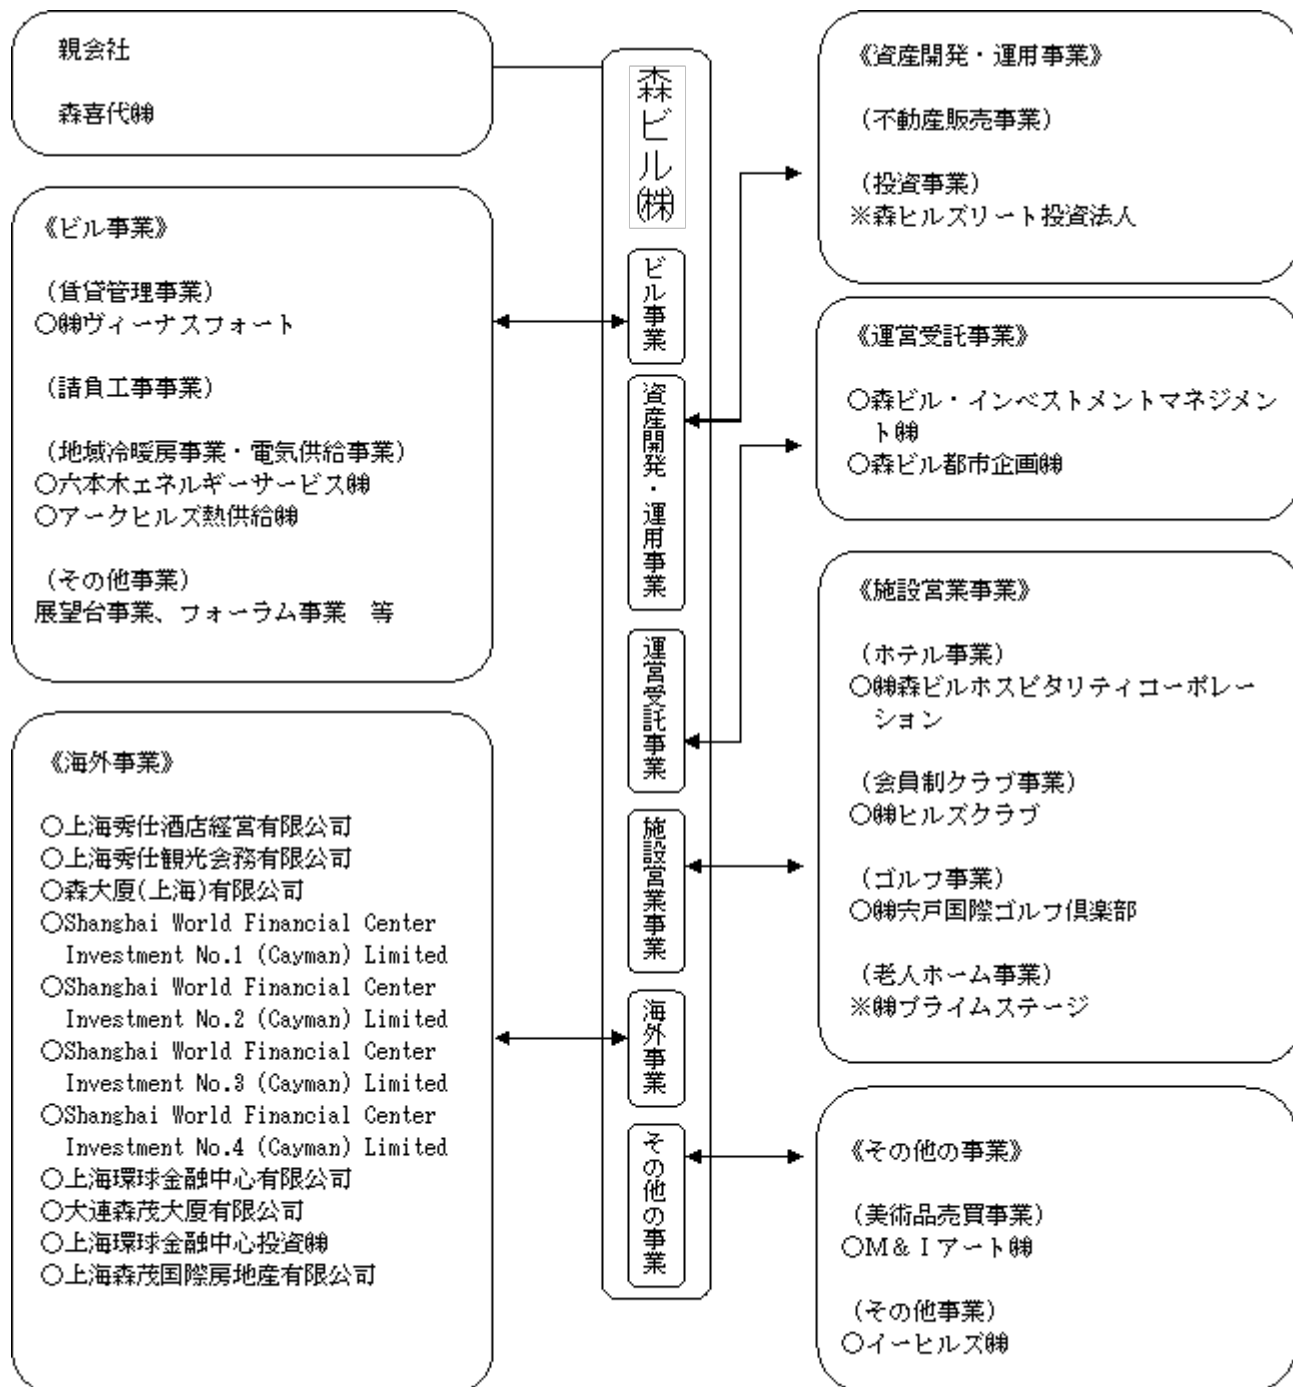 親会社
森喜代㈱
《ビル事業》
(賃貸管理事業)
○㈱ヴィーナスフォート
(請負工事事業)
(地域冷暖房事業・電気供給事業)
○六本木エネルギーサービス㈱
○アークヒルズ熱供給㈱
(その他事業)
展望台事業、フォーラム事業　等
《海外事業》
○上海秀仕酒店経営有限公司
○上海秀仕観光会務有限公司
○森大厦(上海)有限公司
○Shanghai World Financial Center
Investment No.1 (Cayman) Limited
○Shanghai World Financial Center
Investment No.2 (Cayman) Limited
○Shanghai World Financial Center
Investment No.3 (Cayman) Limited
○Shanghai World Financial Center
Investment No.4 (Cayman) Limited
○上海環球金融中心有限公司
○大連森茂大厦有限公司
○上海環球金融中心投資㈱
○上海森茂国際房地産有限公司
森ビル㈱
ビル事業
資産開発・運用事業
運営受託事業
施設営業事業
海外事業
その他の事業
《資産開発・運用事業》
(不動産販売事業)
(投資事業)
※森ヒルズリート投資法人
《運営受託事業》
○森ビル・インベストメントマネジメン
ト㈱
○森ビル都市企画㈱
《施設営業事業》
(ホテル事業)
○㈱森ビルホスピタリティコーポレー
ション
(会員制クラブ事業)
○㈱ヒルズクラブ
(ゴルフ事業)
○㈱宍戸国際ゴルフ倶楽部
(老人ホーム事業)
※㈱プライムステージ
《その他の事業》
(美術品売買事業)
○M＆Iアート㈱
(その他事業)
○イーヒルズ㈱